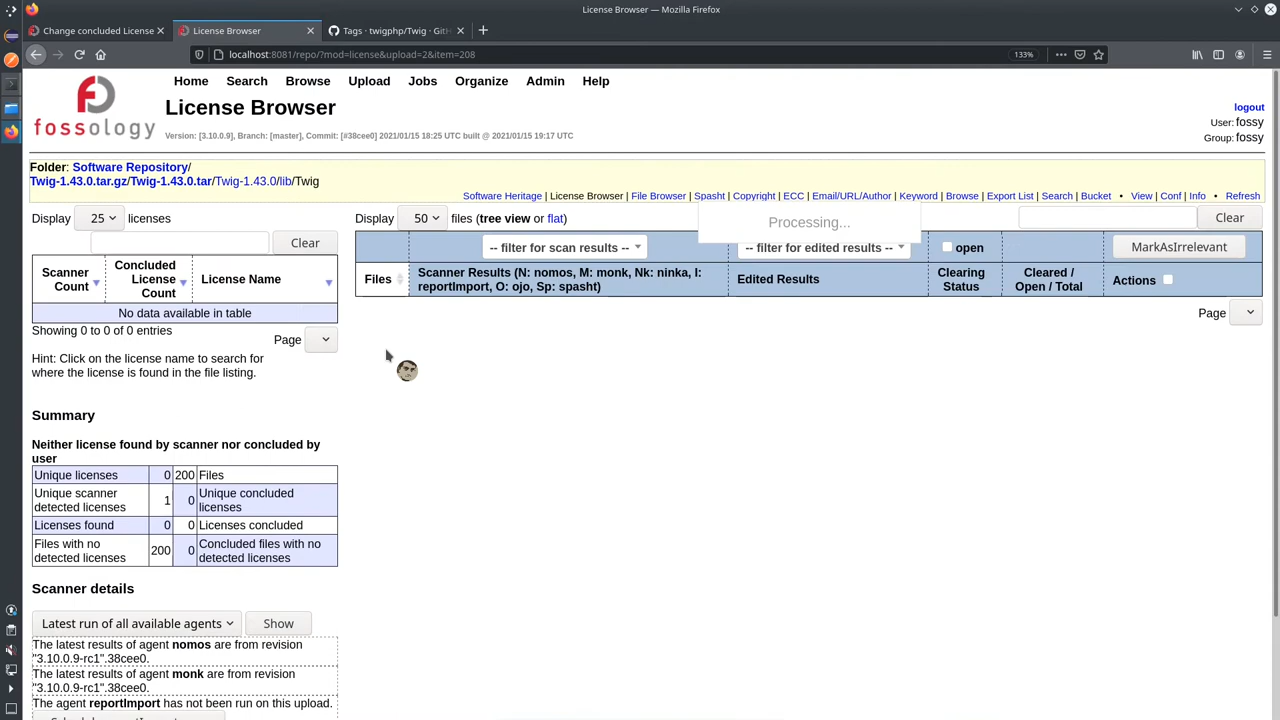 License Browser — Mozilla Firefox
Change concluded License
License Browser
Tags · twigphp/Twig · GitH
localhost:8081/repo/?mod=license&upload=2&item=208
133%
fossology
Home Search Browse Upload Jobs Organize Admin Help
License Browser
Version: [3.10.0.9], Branch: [master], Commit: [#38cee0] 2021/01/15 18:25 UTC built @ 2021/01/15 19:17 UTC
logout
User: fossy
Group: fossy
Folder: Software Repository/
Twig-1.43.0.tar.gz/Twig-1.43.0.tar/Twig-1.43.0/lib/Twig
Software Heritage | License Browser | File Browser | Spasht | Copyright | ECC | Email/URL/Author | Keyword | Browse | Export List | Search | Bucket • View | Conf | Info • Refresh
Display 25 licenses
Clear
Scanner Count
Concluded License Count
License Name
No data available in table
Showing 0 to 0 of 0 entries
Page
Hint: Click on the license name to search for
where the license is found in the file listing.
Summary
Neither license found by scanner nor concluded by
user
Unique licenses 0 200 Files
Unique scanner detected licenses 1 0 Unique concluded licenses
Licenses found 0 0 Licenses concluded
Files with no detected licenses 200 0 Concluded files with no detected licenses
Scanner details
Latest run of all available agents Show
The latest results of agent nomos are from revision
"3.10.0.9-rc1".38cee0.
The latest results of agent monk are from revision
"3.10.0.9-rc1".38cee0.
The agent reportImport has not been run on this upload.
Display 50 files (tree view or flat)
Processing...
Clear
-- filter for scan results --
-- filter for edited results --
open
MarkAsIrrelevant
Files
Scanner Results (N: nomos, M: monk, Nk: ninka, I:
reportImport, O: ojo, Sp: spasht)
Edited Results
Clearing Status
Cleared / Open / Total
Actions
Page